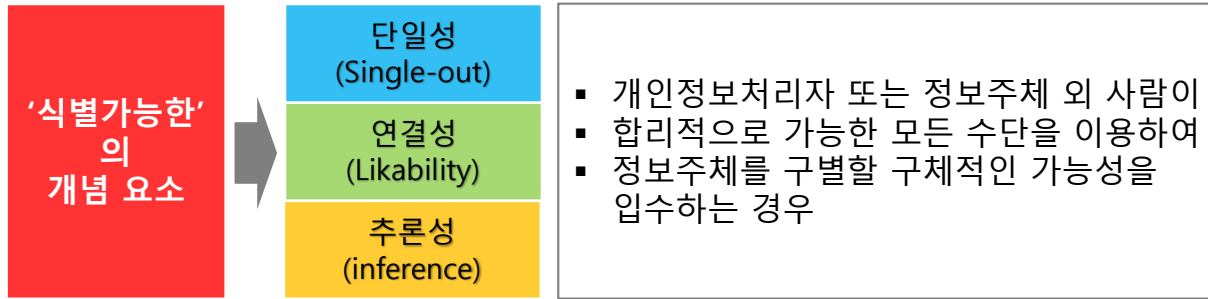 ‘식별가능한’
의
개념 요소
단일성
(Single-out)
연결성
(Likability)
추론성
(inference)
▪ 개인정보처리자 또는 정보주체 외 사람이
▪ 합리적으로 가능한 모든 수단을 이용하여
▪ 정보주체를 구별할 구체적인 가능성을
입수하는 경우